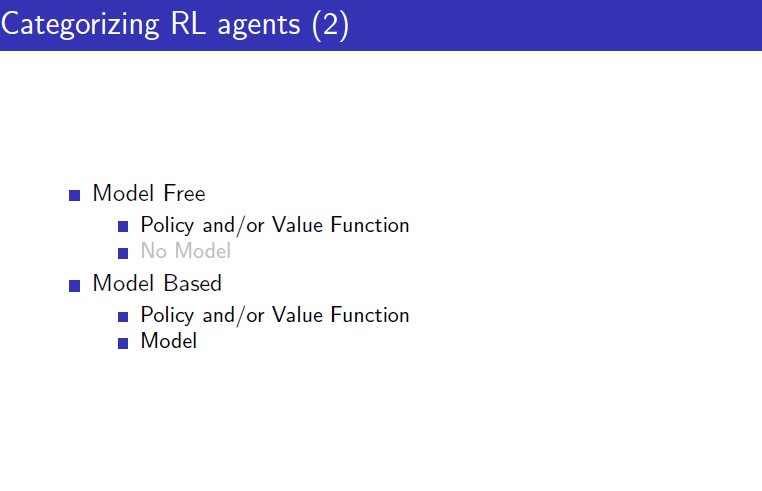 Categorizing RL agents (2)
Model Free
Policy and/or Value Function
No Model
Model Based
Policy and/or Value Function
Model